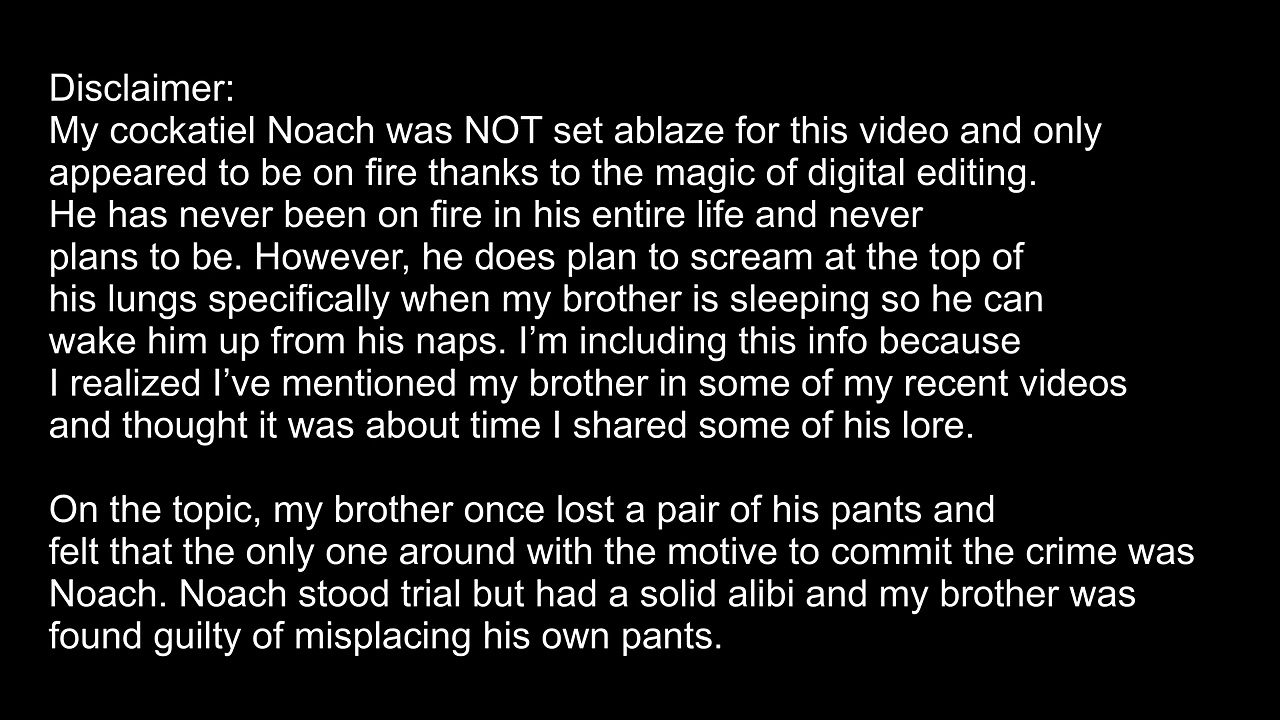 Disclaimer:
My cockatiel Noach was NOT set ablaze for this video and only
appeared to be on fire thanks to the magic of digital editing.
He has never been on fire in his entire life and never
plans to be. However, he does plan to scream at the top of
his lungs specifically when my brother is sleeping so he can
wake him up from his naps. I’m including this info because
I realized I’ve mentioned my brother in some of my recent videos
and thought it was about time I shared some of his lore.

On the topic, my brother once lost a pair of his pants and
felt that the only one around with the motive to commit the crime was
Noach. Noach stood trial but had a solid alibi and my brother was
found guilty of misplacing his own pants.